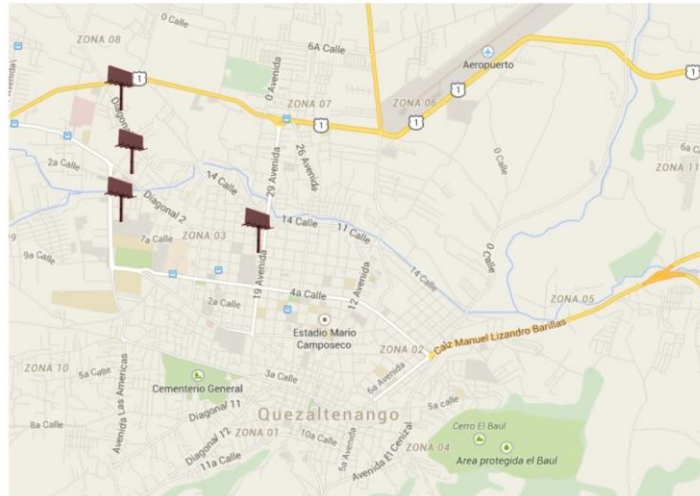 ZONA 08
0 Calle
6A Calle
0 Avenida
Aeropuerto
1
Diagonal
ZONA 07
ZONA 06
1
1
1
26 Avenida
29 Avenida
6a C
ZONA 11
2a Calle
0 Calle
14 Calle
Diagonal 2
14 Calle
11 Calle
7a Calle
ZONA 03
9a Calle
0 Calle
14 Calle
19 Avenida
12 Avenida
4a Calle
2a Calle
ZONA 05
Estadio Mario
Camposeco
Calz Manuel Lizandro Barillas
ZONA 02
ZONA 10
5a Calle
3a Calle
6a Avenida
Cementerio General
Avenida Las Americas
Diagonal 11
Quezaltenango
5a calle
8a Calle
Diagonal 12
ZONA 01
10a Calle
5a Avenida
Avenida El Cenizal
ZONA 04
Cerro El Baul
Area protegida el Baul
11a Calle